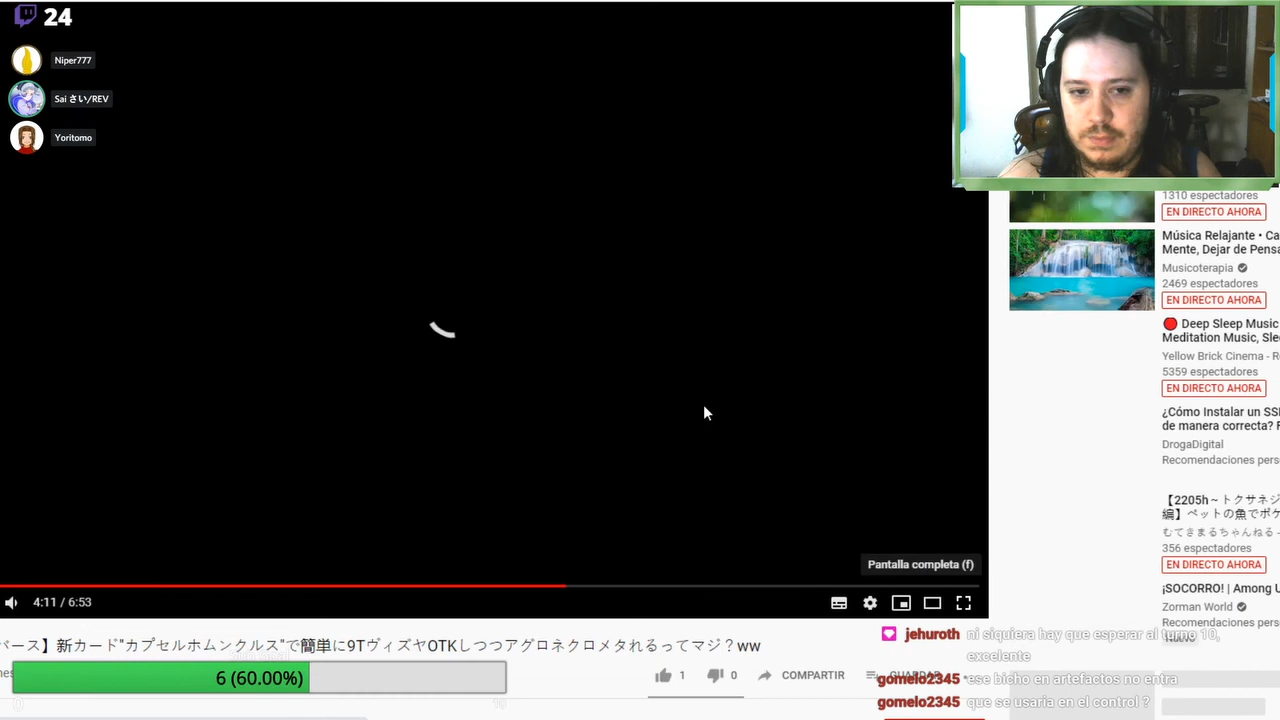 24
Niper777
Sai さい/REV
Yoritomo
1310 espectadores
EN DIRECTO AHORA
Música Relajante • Ca
Mente, Dejar de Pensa
Musicoterapia
2469 espectadores
EN DIRECTO AHORA
Deep Sleep Music
Meditation Music, Slee
Yellow Brick Cinema - Re
5359 espectadores
EN DIRECTO AHORA
¿Cómo Instalar un SSD
de manera correcta? F
DrogaDigital
Recomendaciones pers
【2205h～トクサネジ
編】ペットの魚でポケ
むてきまるちゃんねる -
356 espectadores
EN DIRECTO AHORA
¡SOCORRO! | Among U
Zorman World
Recomendaciones pers
Pantalla completa (f)
4:11 / 6:53
バース】新カード"カプセルホムンクルス"で簡単に9TヴィズヤOTKしつつアグロネクロメタれるってマジ？ww
1
0
COMPARTIR
GUARDAR
6 (60.00%)
0
10
jehuroth ni siquiera hay que esperar al turno 10,
excelente
gomelo2345 ese bicho en artefactos no entra
gomelo2345 que se usaria en el control ?